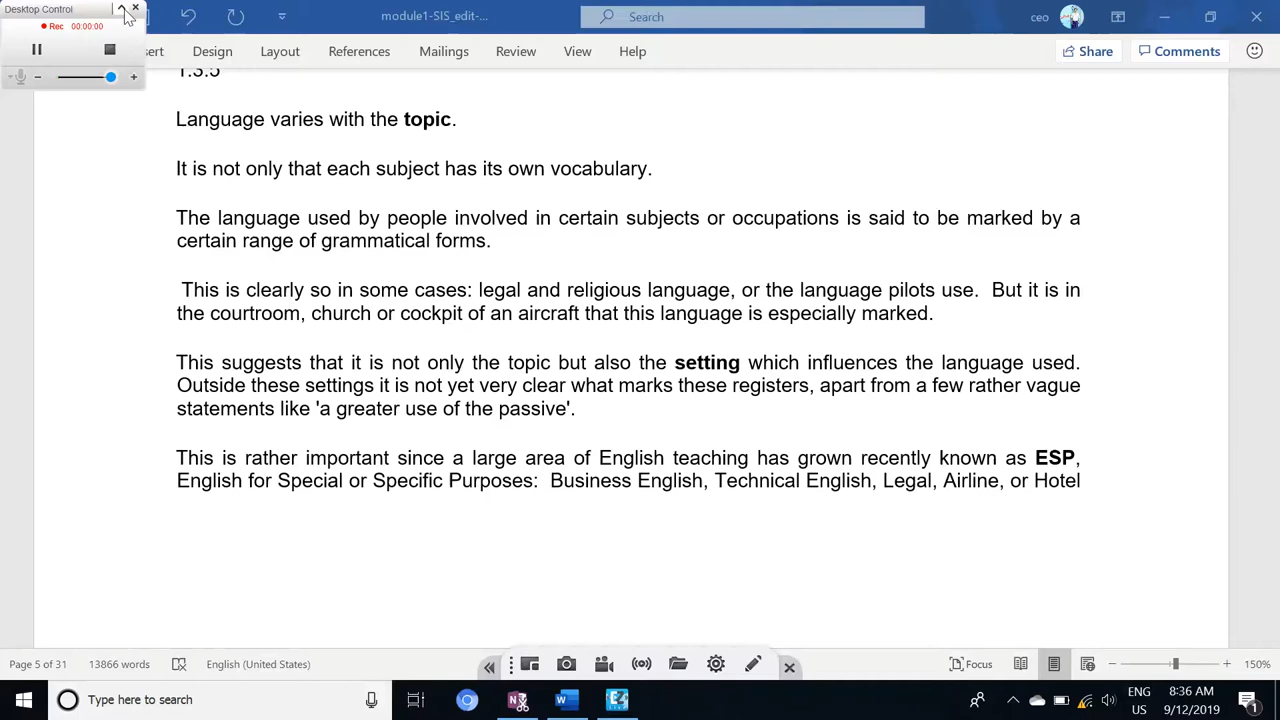 Desktop Control
Rec 00:00:00
module1-SIS_edit-...
Search
ceo
Design Layout References Mailings Review View Help
Share Comments
1.3.5
Language varies with the topic.
It is not only that each subject has its own vocabulary.
The language used by people involved in certain subjects or occupations is said to be marked by a
certain range of grammatical forms.
This is clearly so in some cases: legal and religious language, or the language pilots use. But it is in
the courtroom, church or cockpit of an aircraft that this language is especially marked.
This suggests that it is not only the topic but also the setting which influences the language used.
Outside these settings it is not yet very clear what marks these registers, apart from a few rather vague
statements like 'a greater use of the passive'.
This is rather important since a large area of English teaching has grown recently known as ESP,
English for Special or Specific Purposes: Business English, Technical English, Legal, Airline, or Hotel
Page 5 of 31 13866 words English (United States) Focus 150%
Type here to search
ENG 8:36 AM
US 9/12/2019